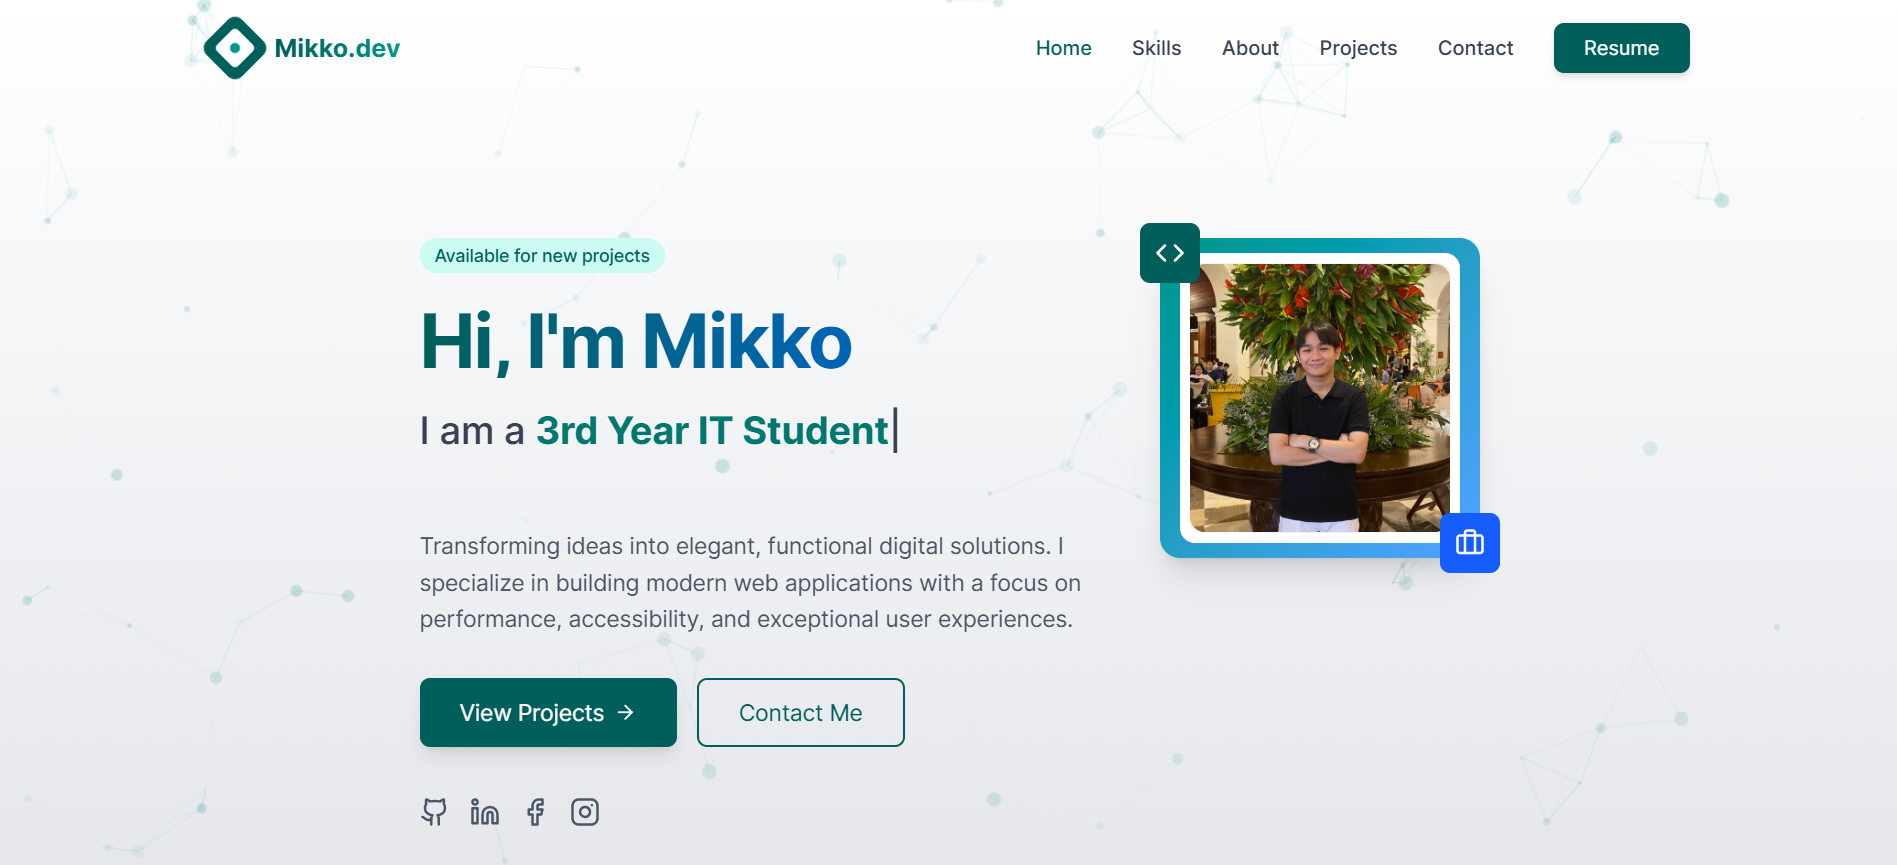 Mikko.dev
Home Skills About Projects Contact Resume
Available for new projects
Hi, I'm Mikko
I am a 3rd Year IT Student|
Transforming ideas into elegant, functional digital solutions. I
specialize in building modern web applications with a focus on
performance, accessibility, and exceptional user experiences.
View Projects → Contact Me